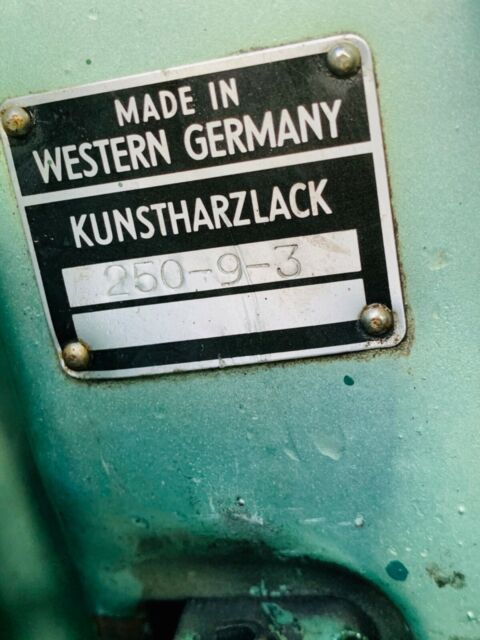 MADE IN
WESTERN GERMANY
KUNSTHARZLACK
250-9-3